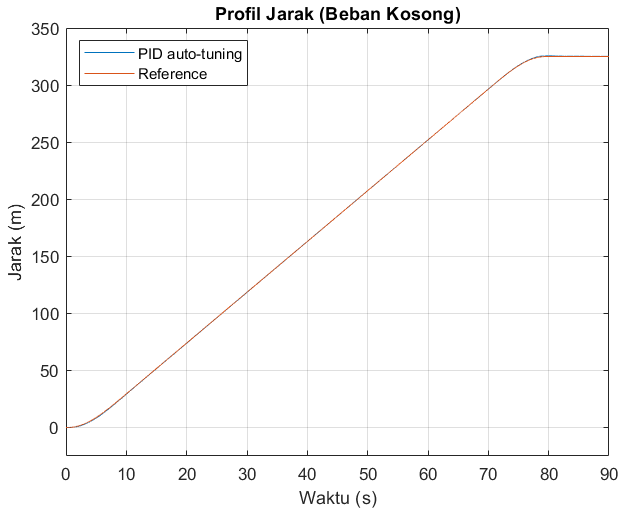 Profil Jarak (Beban Kosong)
PID auto-tuning
Reference
350
300
250
200
150
100
50
0
Jarak (m)
0 10 20 30 40 50 60 70 80 90
Waktu (s)